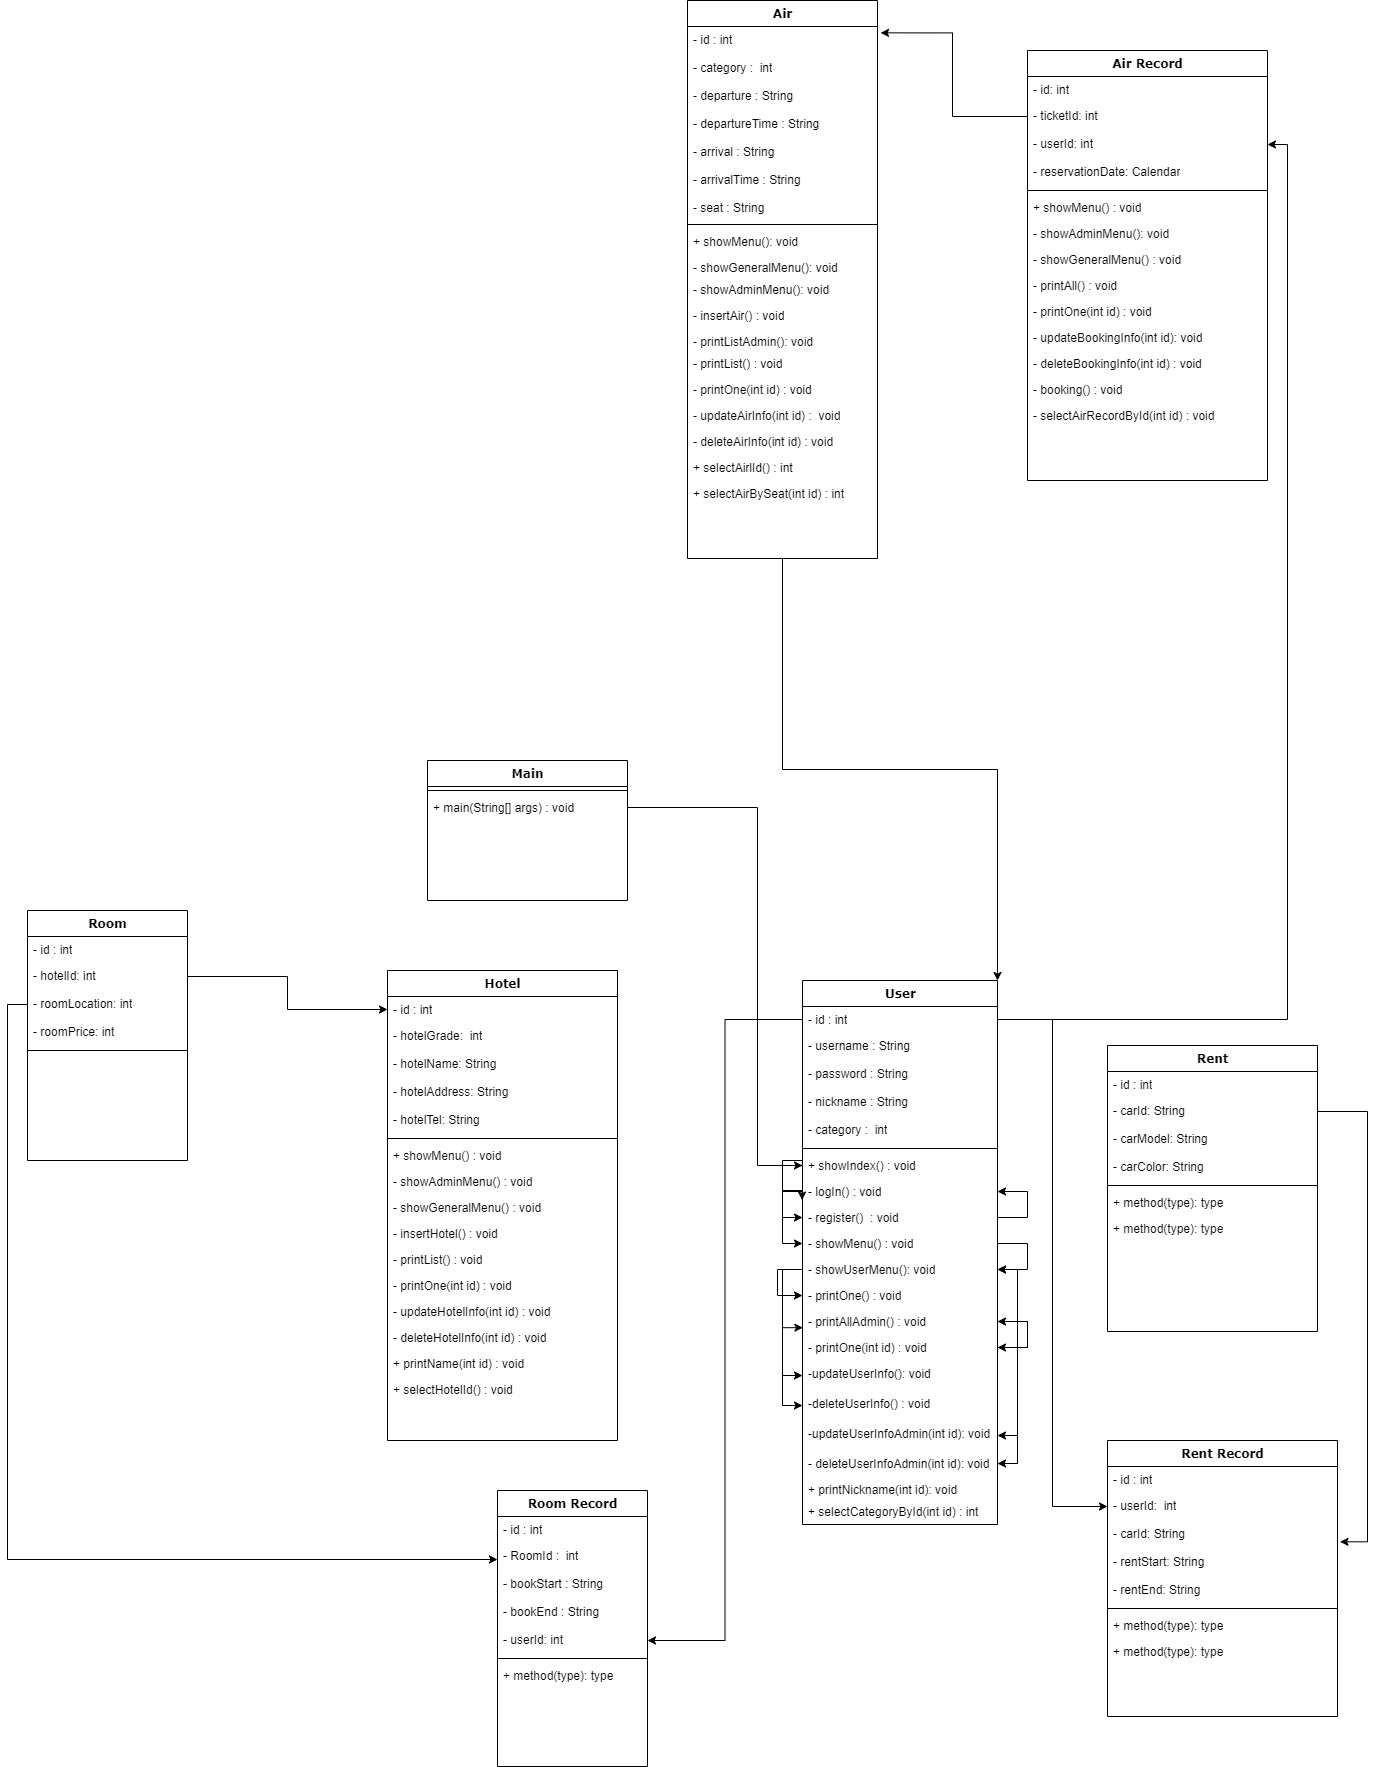 Air
- id : int
- category :  int
- departure : String
- departureTime : String
- arrival : String
- arrivalTime : String
- seat : String
+ showMenu(): void
- showGeneralMenu(): void
- showAdminMenu(): void
- insertAir() : void
- printListAdmin(): void
- printList() : void
- printOne(int id) : void
- updateAirInfo(int id) :  void
- deleteAirInfo(int id) : void
+ selectAirIId() : int
+ selectAirBySeat(int id) : int
Air Record
- id: int
- ticketId: int
- userId: int
- reservationDate: Calendar
+ showMenu() : void
- showAdminMenu(): void
- showGeneralMenu() : void
- printAll() : void
- printOne(int id) : void
- updateBookingInfo(int id): void
- deleteBookingInfo(int id) : void
- booking() : void
- selectAirRecordById(int id) : void
Main
+ main(String[] args) : void
Room
- id : int
- hotelId: int
- roomLocation: int
- roomPrice: int
Hotel
- id : int
- hotelGrade:  int
- hotelName: String
- hotelAddress: String
- hotelTel: String
+ showMenu() : void
- showAdminMenu() : void
- showGeneralMenu() : void
- insertHotel() : void
- printList() : void
- printOne(int id) : void
- updateHotelInfo(int id) : void
- deleteHotelInfo(int id) : void
+ printName(int id) : void
+ selectHotelId() : void
User
- id : int
- username : String
- password : String
- nickname : String
- category :  int
+ showIndex() : void
- logIn() : void
- register()  : void
- showMenu() : void
- showUserMenu(): void
- printOne() : void
- printAllAdmin() : void
- printOne(int id) : void
-updateUserInfo(): void
-deleteUserInfo() : void
-updateUserInfoAdmin(int id): void
- deleteUserInfoAdmin(int id): void
+ printNickname(int id): void
+ selectCategoryById(int id) : int
Rent
- id : int
- carId: String
- carModel: String
- carColor: String
+ method(type): type
+ method(type): type
Room Record
- id : int
- RoomId :  int
- bookStart : String
- bookEnd : String
- userId: int
+ method(type): type
Rent Record
- id : int
- userId:  int
- carId: String
- rentStart: String
- rentEnd: String
+ method(type): type
+ method(type): type